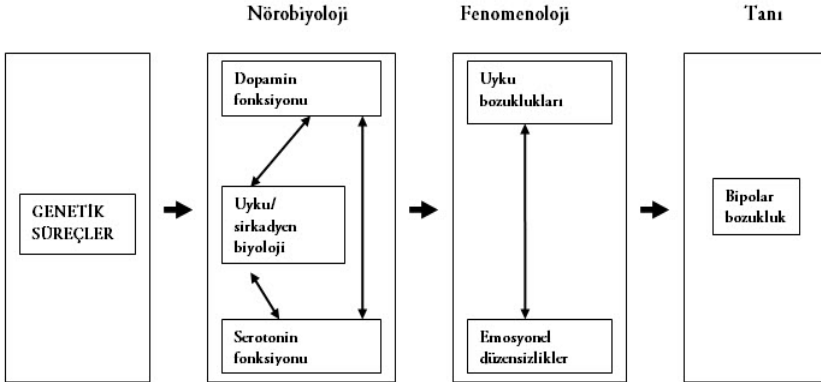 Nörobiyoloji
Fenomenoloji
Tanı
GENETİK
SÜREÇLER
Dopamin
fonksiyonu
Uyku/
sirkadyen
biyoloji
Serotonin
fonksiyonu
Uyku
bozuklukları
Emosyonel
düzensizlikler
Bipolar
bozukluk